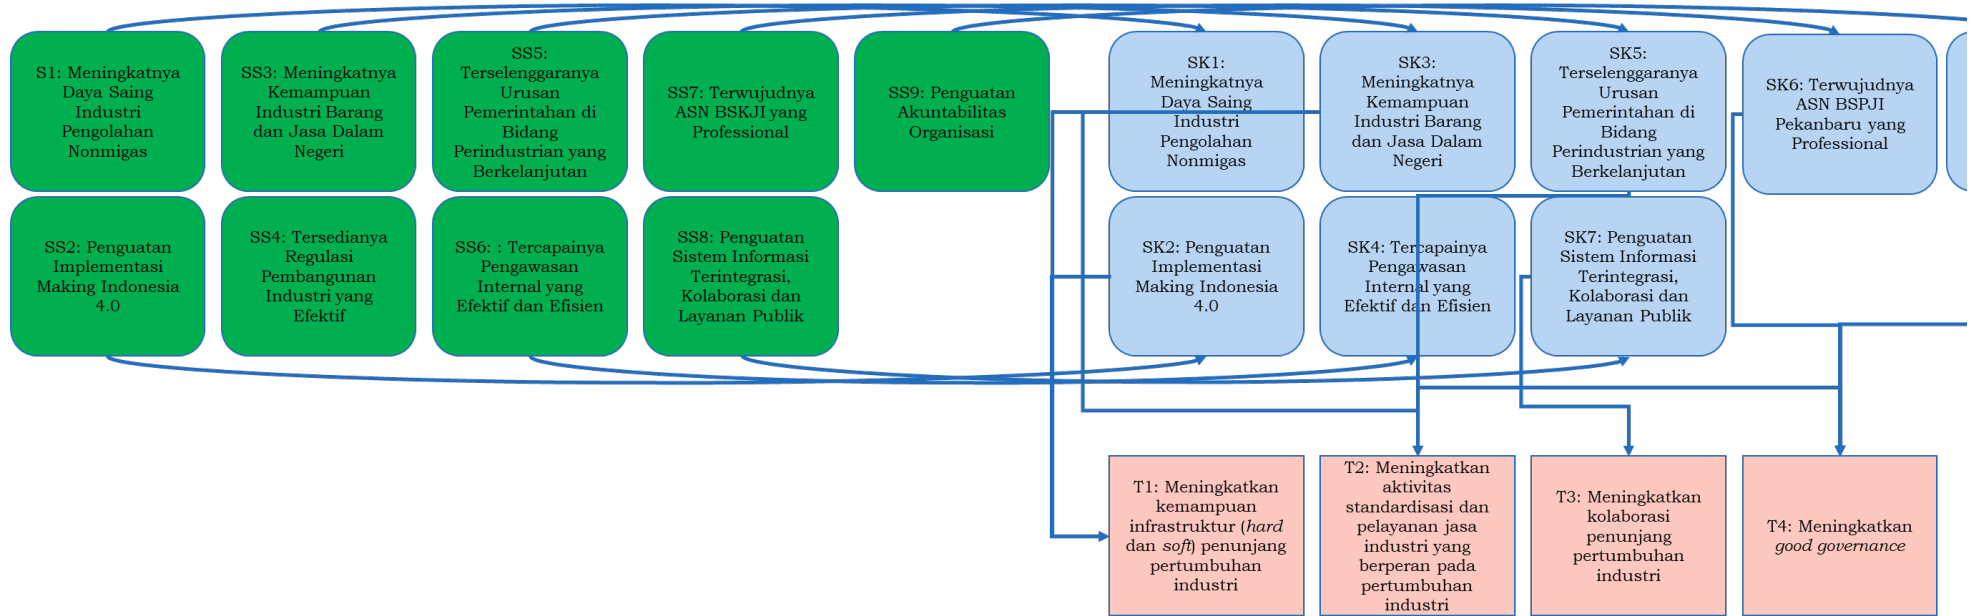 S1: Meningkatnya
Daya Saing
Industri
Pengolahan
Nonmigas
SS3: Meningkatnya
Kemampuan
Industri Barang
dan Jasa Dalam
Negeri
SS5:
Terselenggaranya
Urusan
Pemerintahan di
Bidang
Perindustrian yang
Berkelanjutan
SS7: Terwujudnya
ASN BSKJI yang
Professional
SS9: Penguatan
Akuntabilitas
Organisasi
SK1:
Meningkatnya
Daya Saing
Industri
Pengolahan
Nonmigas
SK3:
Meningkatnya
Kemampuan
Industri Barang
dan Jasa Dalam
Negeri
SK5:
Terselenggaranya
Urusan
Pemerintahan di
Bidang
Perindustrian yang
Berkelanjutan
SK6: Terwujudnya
ASN BSPJI
Pekanbaru yang
Professional
SS2: Penguatan
Implementasi
Making Indonesia
4.0
SS4: Tersedianya
Regulasi
Pembangunan
Industri yang
Efektif
SS6: : Tercapainya
Pengawasan
Internal yang
Efektif dan Efisien
SS8: Penguatan
Sistem Informasi
Terintegrasi,
Kolaborasi dan
Layanan Publik
SK2: Penguatan
Implementasi
Making Indonesia
4.0
SK4: Tercapainya
Pengawasan
Internal yang
Efektif dan Efisien
SK7: Penguatan
Sistem Informasi
Terintegrasi,
Kolaborasi dan
Layanan Publik
T1: Meningkatkan
kemampuan
infrastruktur (hard
dan soft) penunjang
pertumbuhan
industri
T2: Meningkatkan
aktivitas
standardisasi dan
pelayanan jasa
industri yang
berperan pada
pertumbuhan
industri
T3: Meningkatkan
kolaborasi
penunjang
pertumbuhan
industri
T4: Meningkatkan
good governance